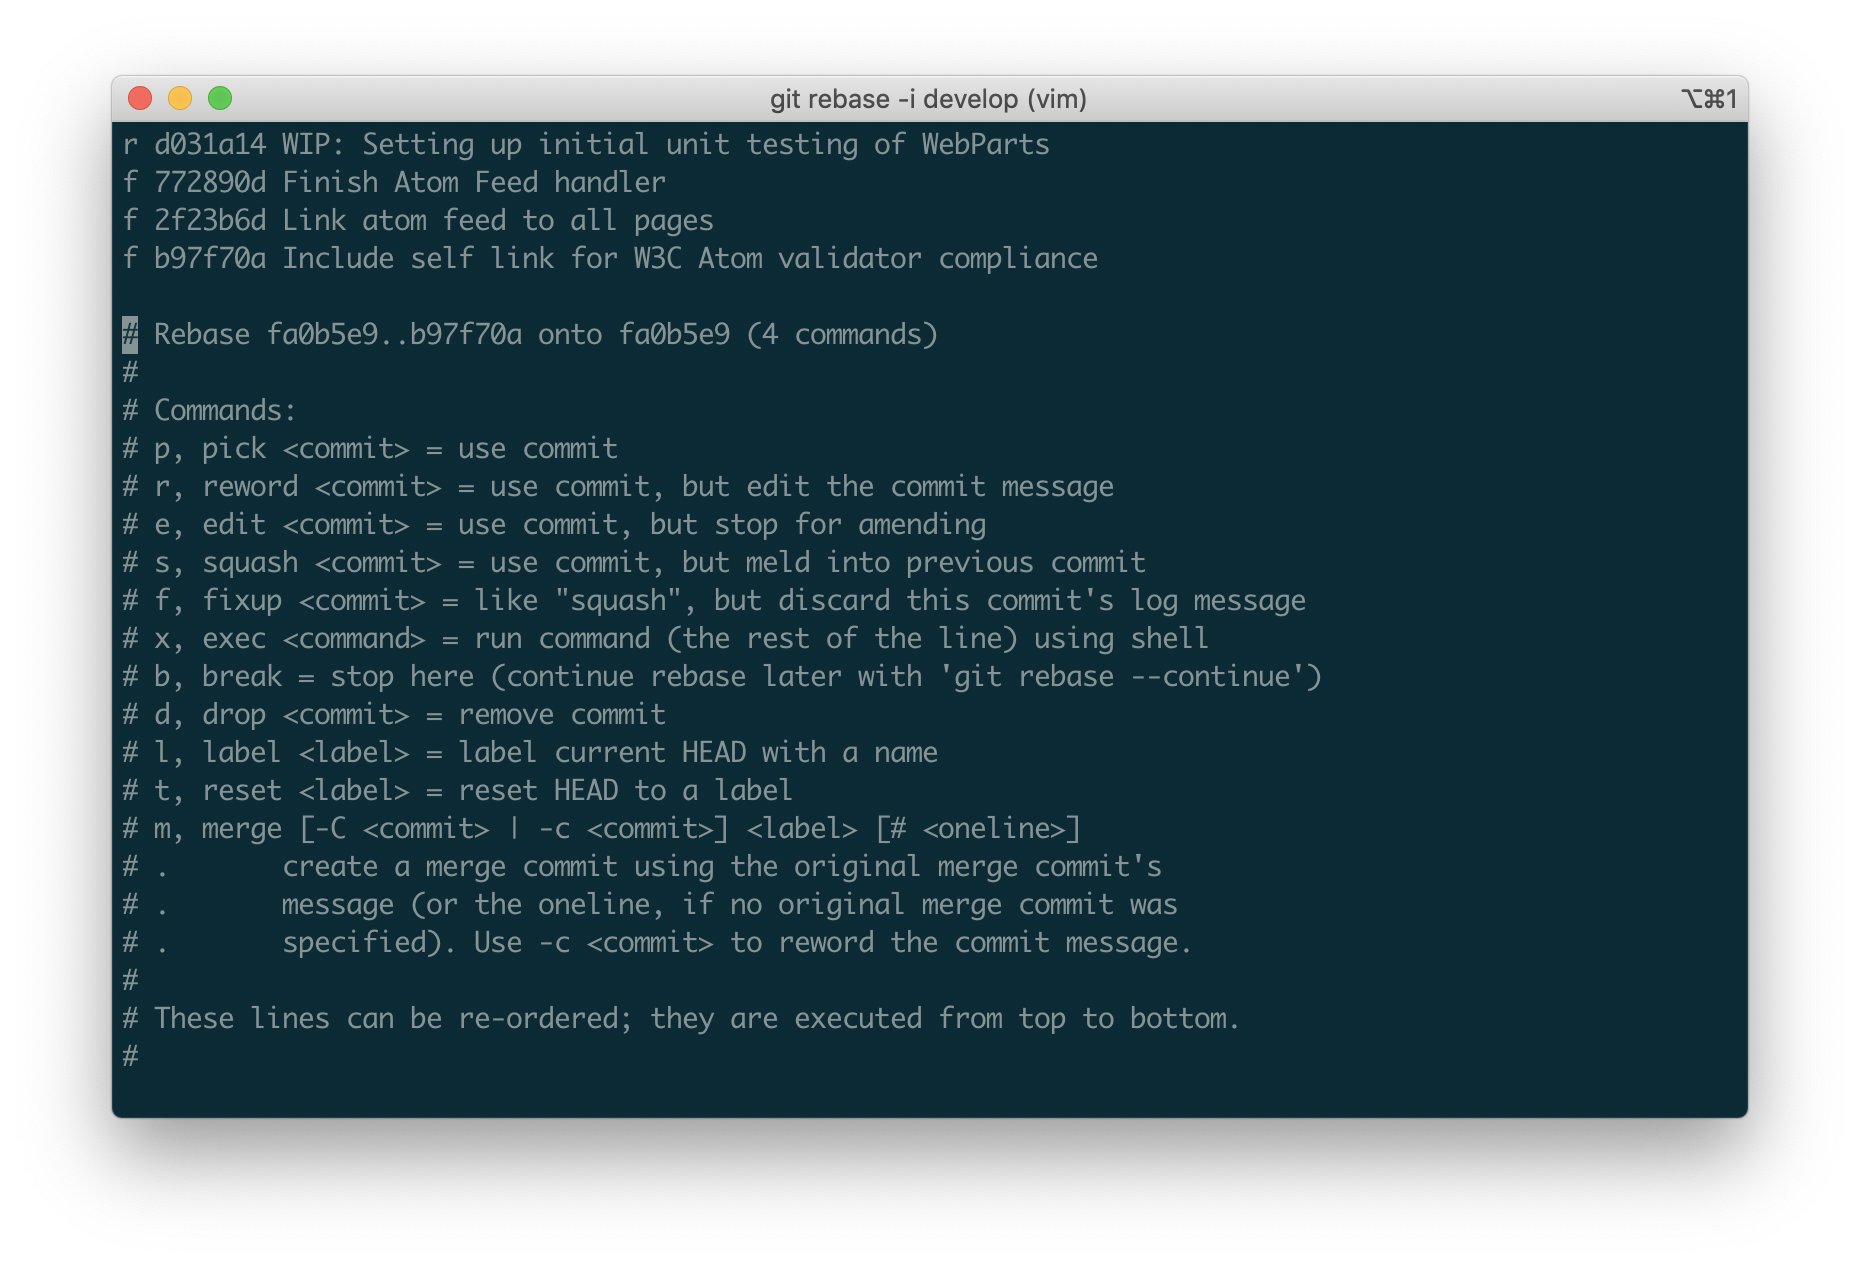 git rebase -i develop (vim) ⌥⌘1
r d031a14 WIP: Setting up initial unit testing of WebParts
f 772890d Finish Atom Feed handler
f 2f23b6d Link atom feed to all pages
f b97f70a Include self link for W3C Atom validator compliance
# Rebase fa0b5e9..b97f70a onto fa0b5e9 (4 commands)
#
# Commands:
# p, pick <commit> = use commit
# r, reword <commit> = use commit, but edit the commit message
# e, edit <commit> = use commit, but stop for amending
# s, squash <commit> = use commit, but meld into previous commit
# f, fixup <commit> = like "squash", but discard this commit's log message
# x, exec <command> = run command (the rest of the line) using shell
# b, break = stop here (continue rebase later with 'git rebase --continue')
# d, drop <commit> = remove commit
# l, label <label> = label current HEAD with a name
# t, reset <label> = reset HEAD to a label
# m, merge [-C <commit> | -c <commit>] <label> [# <oneline>]
# .       create a merge commit using the original merge commit's
# .       message (or the oneline, if no original merge commit was
# .       specified). Use -c <commit> to reword the commit message.
#
# These lines can be re-ordered; they are executed from top to bottom.
#